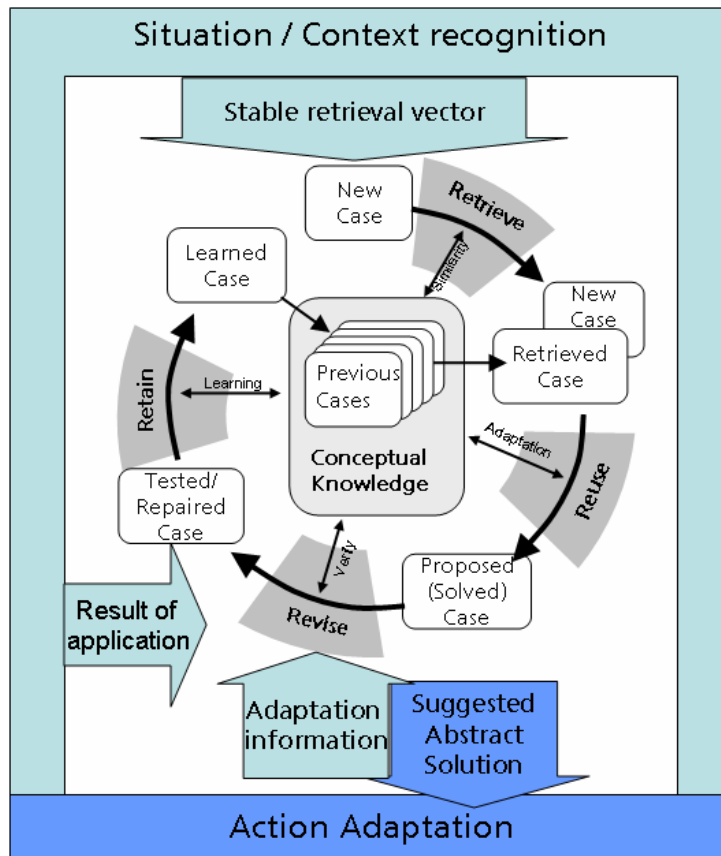 Situation / Context recognition
Stable retrieval vector
New
Case
Retrieve
Similarity
Learned
Case
New
Case
Retrieved
Case
Previous
Cases
Learning
Retain
Adaptation
Conceptual
Knowledge
Reuse
Tested/
Repaired
Case
Verify
Proposed
(Solved)
Case
Revise
Result of
application
Adaptation
information
Suggested
Abstract
Solution
Action Adaptation